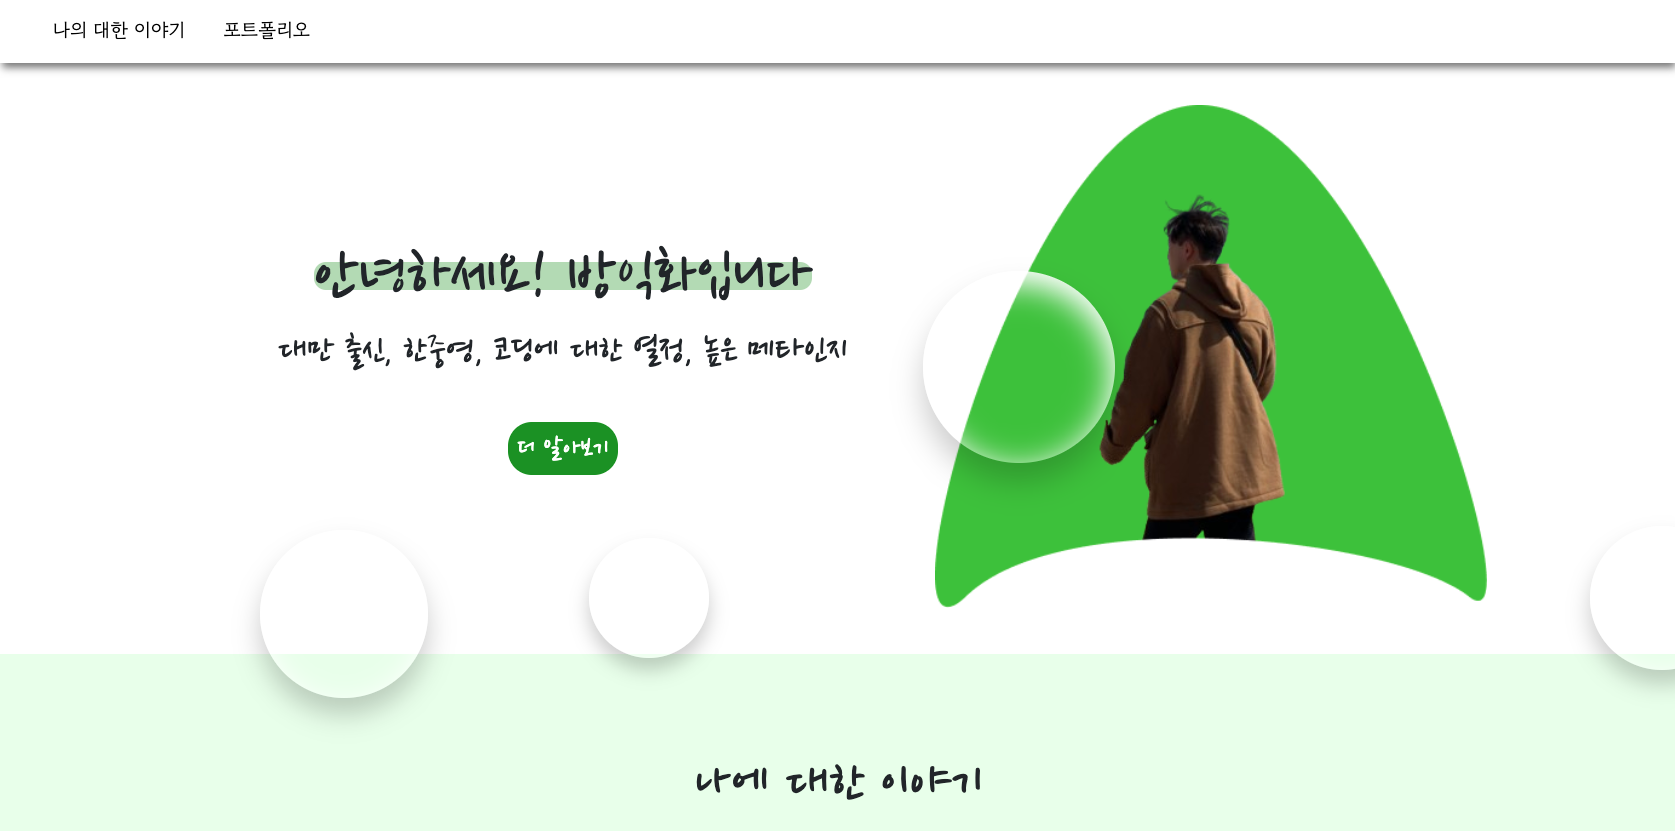 나의 대한 이야기 포트폴리오
안녕하세요! 방익화입니다
대만 출신, 한중영, 코딩에 대한 열정, 높은 메타인지
더 알아보기
나에 대한 이야기